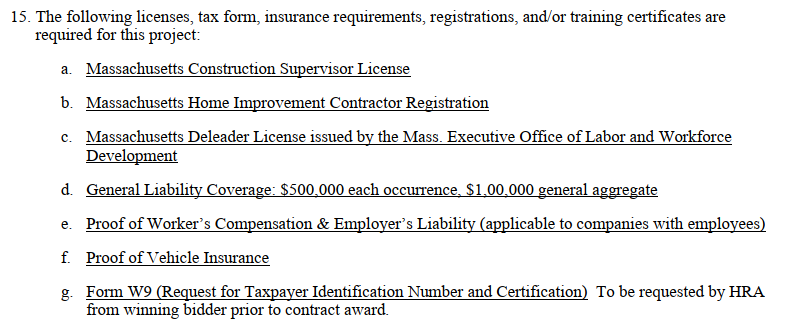 15. The following licenses, tax form, insurance requirements, registrations, and/or training certificates are
required for this project:
a. Massachusetts Construction Supervisor License
b. Massachusetts Home Improvement Contractor Registration
c. Massachusetts Deleader License issued by the Mass. Executive Office of Labor and Workforce
Development
d. General Liability Coverage: $500,000 each occurrence, $1,00,000 general aggregate
e. Proof of Worker’s Compensation & Employer’s Liability (applicable to companies with employees)
f. Proof of Vehicle Insurance
g. Form W9 (Request for Taxpayer Identification Number and Certification) To be requested by HRA
from winning bidder prior to contract award.